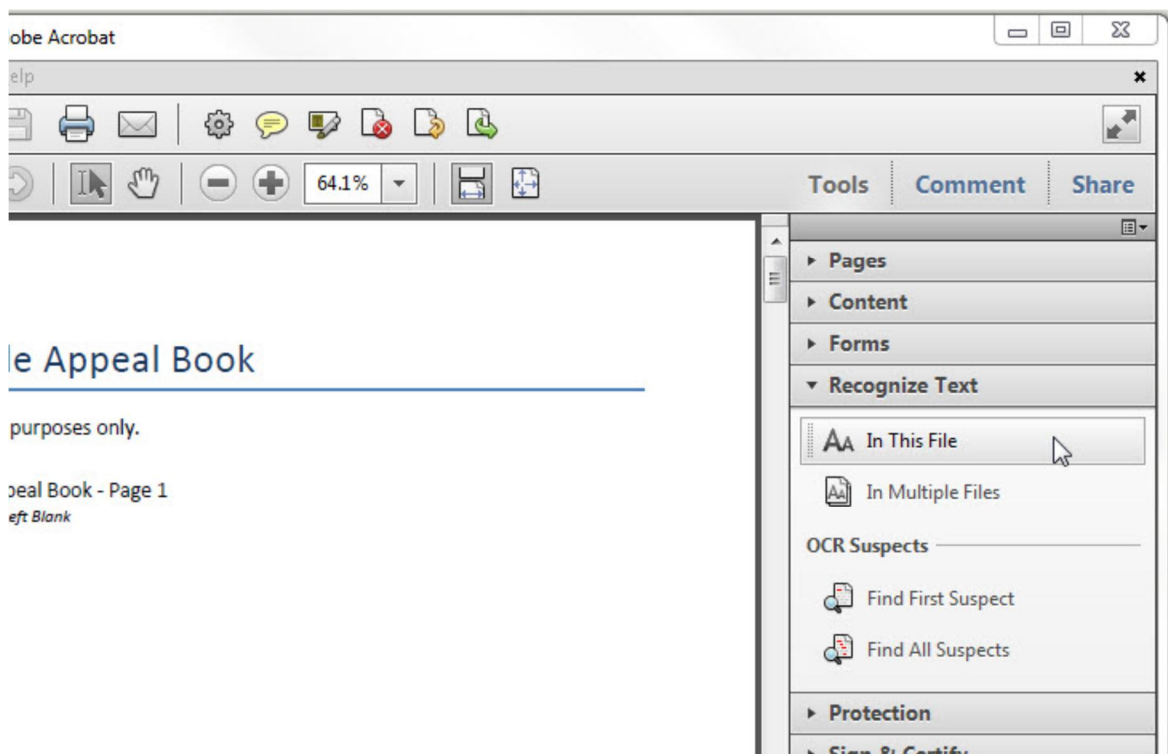 obe Acrobat
elp
64.1%
Tools Comment Share
Pages
Content
Forms
Recognize Text
In This File
In Multiple Files
OCR Suspects
Find First Suspect
Find All Suspects
Protection
Sign & Certify
le Appeal Book
purposes only.
peal Book - Page 1
eft Blank